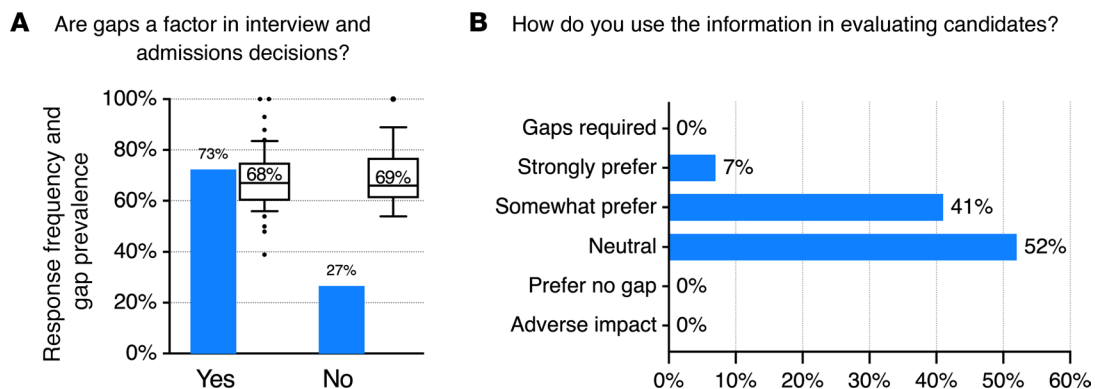 A Are gaps a factor in interview and
admissions decisions?
Response frequency and
gap prevalence
100%
80%
60%
40%
20%
0%
73%
68%
27%
69%
Yes No
B How do you use the information in evaluating candidates?
Gaps required 0%
Strongly prefer 7%
Somewhat prefer 41%
Neutral 52%
Prefer no gap 0%
Adverse impact 0%
0% 10% 20% 30% 40% 50% 60%